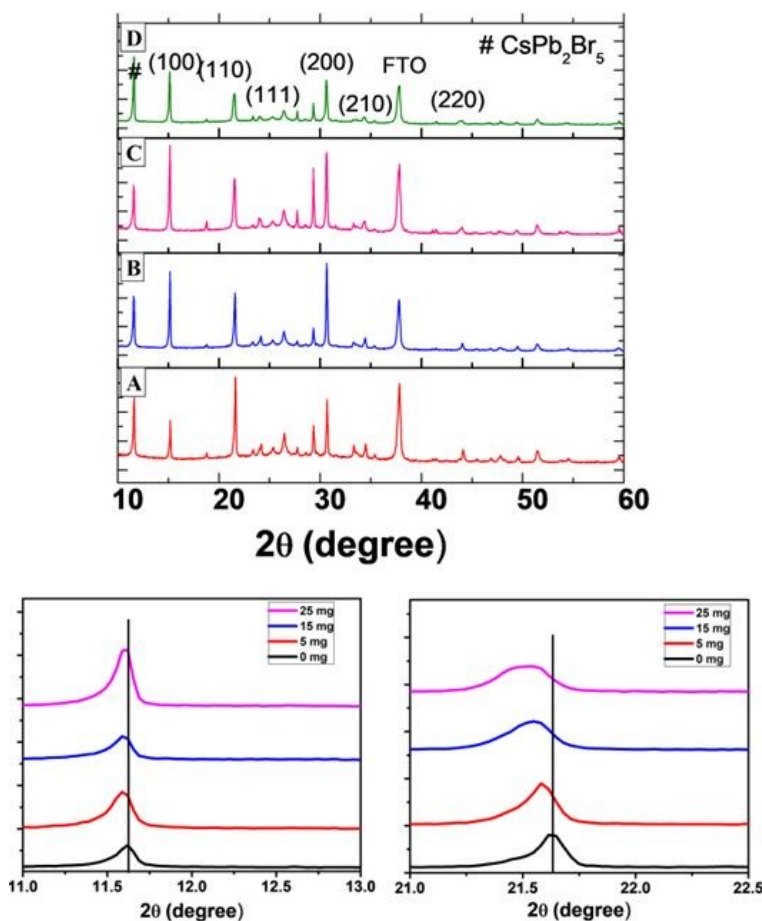 D # CsPb₂Br₅
# (100) (110) (111) (200) (210) FTO (220)
C
B
A
10 20 30 40 50 60
2θ (degree)
25 mg
15 mg
5 mg
0 mg
11.0 11.5 12.0 12.5 13.0
2θ (degree)
25 mg
15 mg
5 mg
0 mg
21.0 21.5 22.0 22.5
2θ (degree)